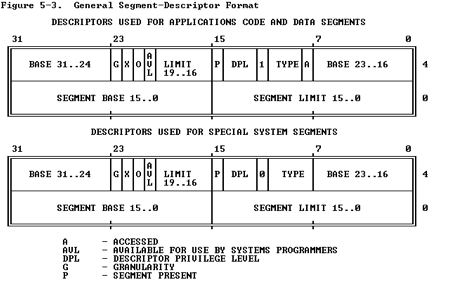 Figure 5-3. General Segment-Descriptor Format
DESCRIPTORS USED FOR APPLICATIONS CODE AND DATA SEGMENTS
31 23 15 7 0
BASE 31..24 G X O AVL LIMIT 19..16 P DPL 1 TYPE A BASE 23..16 4
SEGMENT BASE 15..0 SEGMENT LIMIT 15..0 0
DESCRIPTORS USED FOR SPECIAL SYSTEM SEGMENTS
31 23 15 7 0
BASE 31..24 G X O AVL LIMIT 19..16 P DPL 0 TYPE BASE 23..16 4
SEGMENT BASE 15..0 SEGMENT LIMIT 15..0 0
A - ACCESSED
AVL - AVAILABLE FOR USE BY SYSTEMS PROGRAMMERS
DPL - DESCRIPTOR PRIVILEGE LEVEL
G - GRANULARITY
P - SEGMENT PRESENT